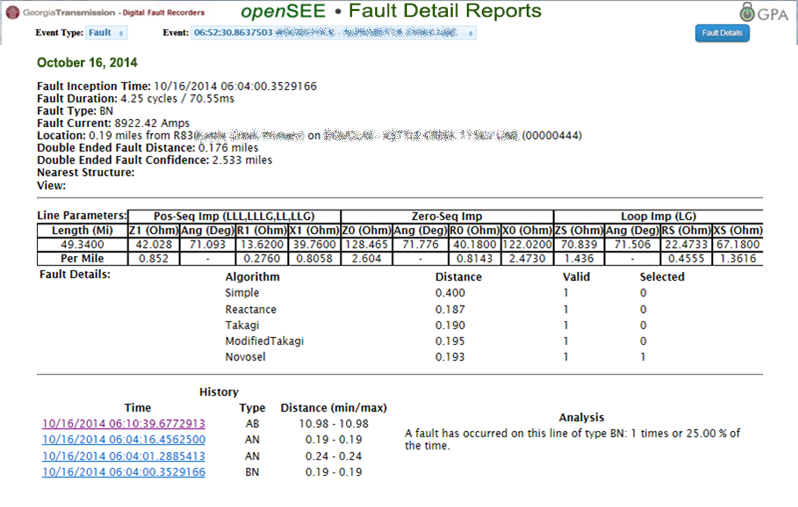 GeorgiaTransmission - Digital Fault Recorders
openSEE • Fault Detail Reports
GPA
Event Type: Fault Event: 06:52:30.8637503
Fault Details
October 16, 2014
Fault Inception Time: 10/16/2014 06:04:00.3529166
Fault Duration: 4.25 cycles / 70.55ms
Fault Type: BN
Fault Current: 8922.42 Amps
Location: 0.19 miles from R83 on (00000444)
Double Ended Fault Distance: 0.176 miles
Double Ended Fault Confidence: 2.533 miles
Nearest Structure:
View:
Line Parameters: Pos-Seq Imp (LLL,LLLG,LL,LLG) Zero-Seq Imp Loop Imp (LG)
Length (Mi) Z1 (Ohm) Ang (Deg) R1 (Ohm) X1 (Ohm) Z0 (Ohm) Ang (Deg) R0 (Ohm) X0 (Ohm) ZS (Ohm) Ang (Deg) RS (Ohm) XS (Ohm)
49.3400 42.028 71.093 13.6200 39.7600 128.465 71.776 40.1800 122.0200 70.839 71.506 22.4733 67.1800
Per Mile 0.852 - 0.2760 0.8058 2.604 - 0.8143 2.4730 1.436 - 0.4555 1.3616
Fault Details: Algorithm Distance Valid Selected
Simple 0.400 1 0
Reactance 0.187 1 0
Takagi 0.190 1 0
ModifiedTakagi 0.195 1 0
Novosel 0.193 1 1
History
Time Type Distance (min/max)
10/16/2014 06:10:39.6772913 AB 10.98 - 10.98
10/16/2014 06:04:16.4562500 AN 0.19 - 0.19
10/16/2014 06:04:01.2885413 AN 0.24 - 0.24
10/16/2014 06:04:00.3529166 BN 0.19 - 0.19
Analysis
A fault has occurred on this line of type BN: 1 times or 25.00 % of
the time.